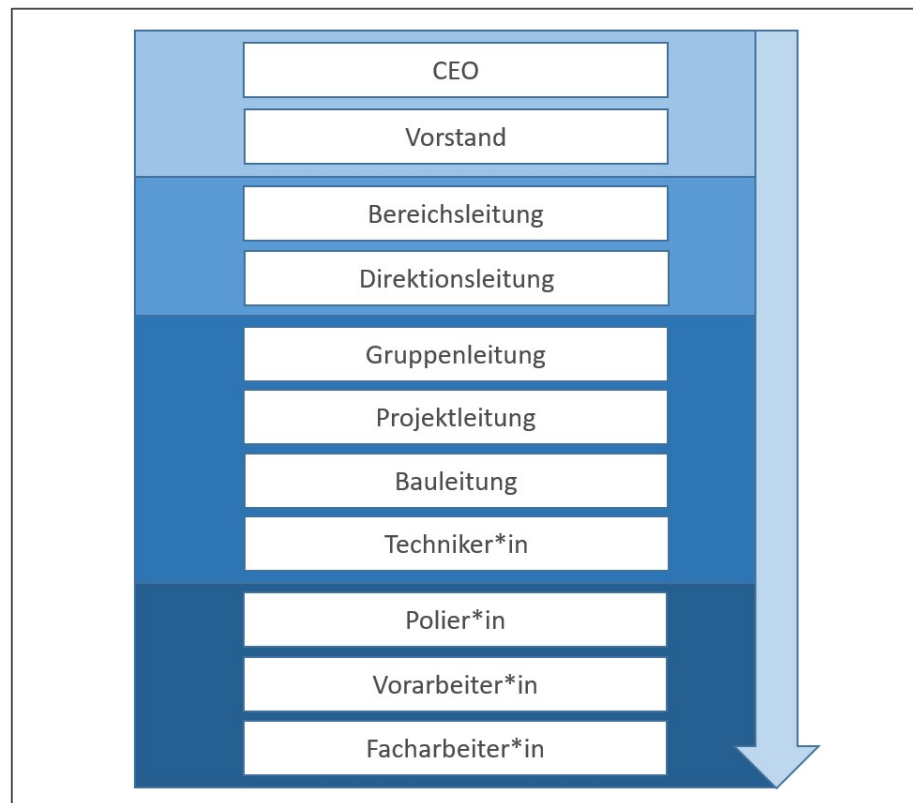 CEO
Vorstand
Bereichsleitung
Direktionsleitung
Gruppenleitung
Projektleitung
Bauleitung
Techniker*in
Polier*in
Vorarbeiter*in
Facharbeiter*in